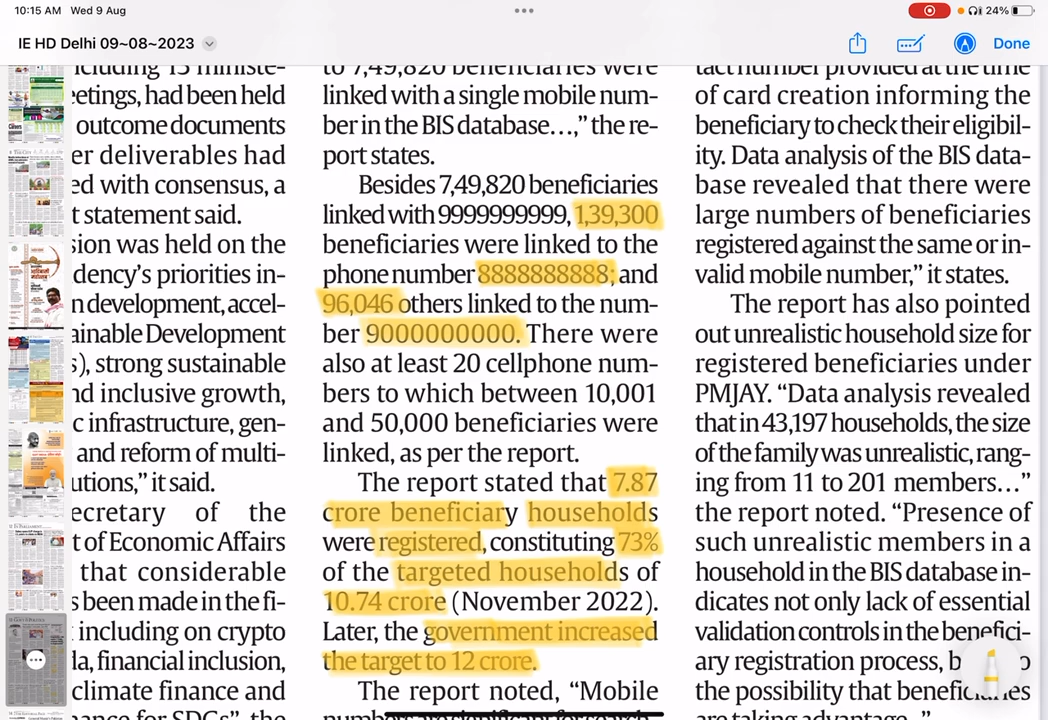 10:15 AM Wed 9 Aug
24%
IE HD Delhi 09~08~2023
Done
including 13 ministe-
eetings, had been held
outcome documents
er deliverables had
ed with consensus, a
t statement said.
sion was held on the
dency's priorities in-
n development, accel-
ainable Development
s), strong sustainable
nd inclusive growth,
c infrastructure, gen-
and reform of multi-
utions," it said.
ecretary of the
t of Economic Affairs
that considerable
s been made in the fi-
including on crypto
la, financial inclusion,
climate finance and
nance for SDGs", the
to 7,49,820 beneficiaries were
linked with a single mobile num-
ber in the BIS database...," the re-
port states.
Besides 7,49,820 beneficiaries
linked with 9999999999, 1,39,300
beneficiaries were linked to the
phone number 8888888888; and
96,046 others linked to the num-
ber 9000000000. There were
also at least 20 cellphone num-
bers to which between 10,001
and 50,000 beneficiaries were
linked, as per the report.
The report stated that 7.87
crore beneficiary households
were registered, constituting 73%
of the targeted households of
10.74 crore (November 2022).
Later, the government increased
the target to 12 crore.
The report noted, "Mobile
numbers are significant for search
tact number provided at the time
of card creation informing the
beneficiary to check their eligibil-
ity. Data analysis of the BIS data-
base revealed that there were
large numbers of beneficiaries
registered against the same or in-
valid mobile number," it states.
The report has also pointed
out unrealistic household size for
registered beneficiaries under
PMJAY. "Data analysis revealed
that in 43,197 households, the size
of the family was unrealistic, rang-
ing from 11 to 201 members..."
the report noted. "Presence of
such unrealistic members in a
household in the BIS database in-
dicates not only lack of essential
validation controls in the benefici-
ary registration process, b o
the possibility that beneficiaries
are taking advantage..."